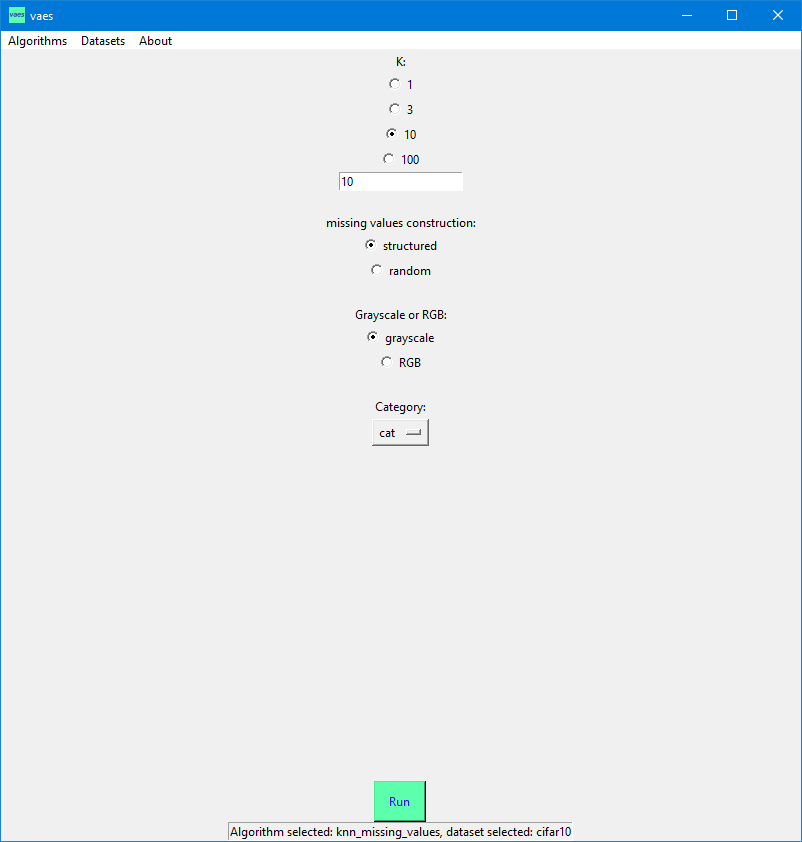 vaes vaes
Algorithms Datasets About
K:
1
3
10
100
10
missing values construction:
structured
random
Grayscale or RGB:
grayscale
RGB
Category:
cat
Run
Algorithm selected: knn_missing_values, dataset selected: cifar10